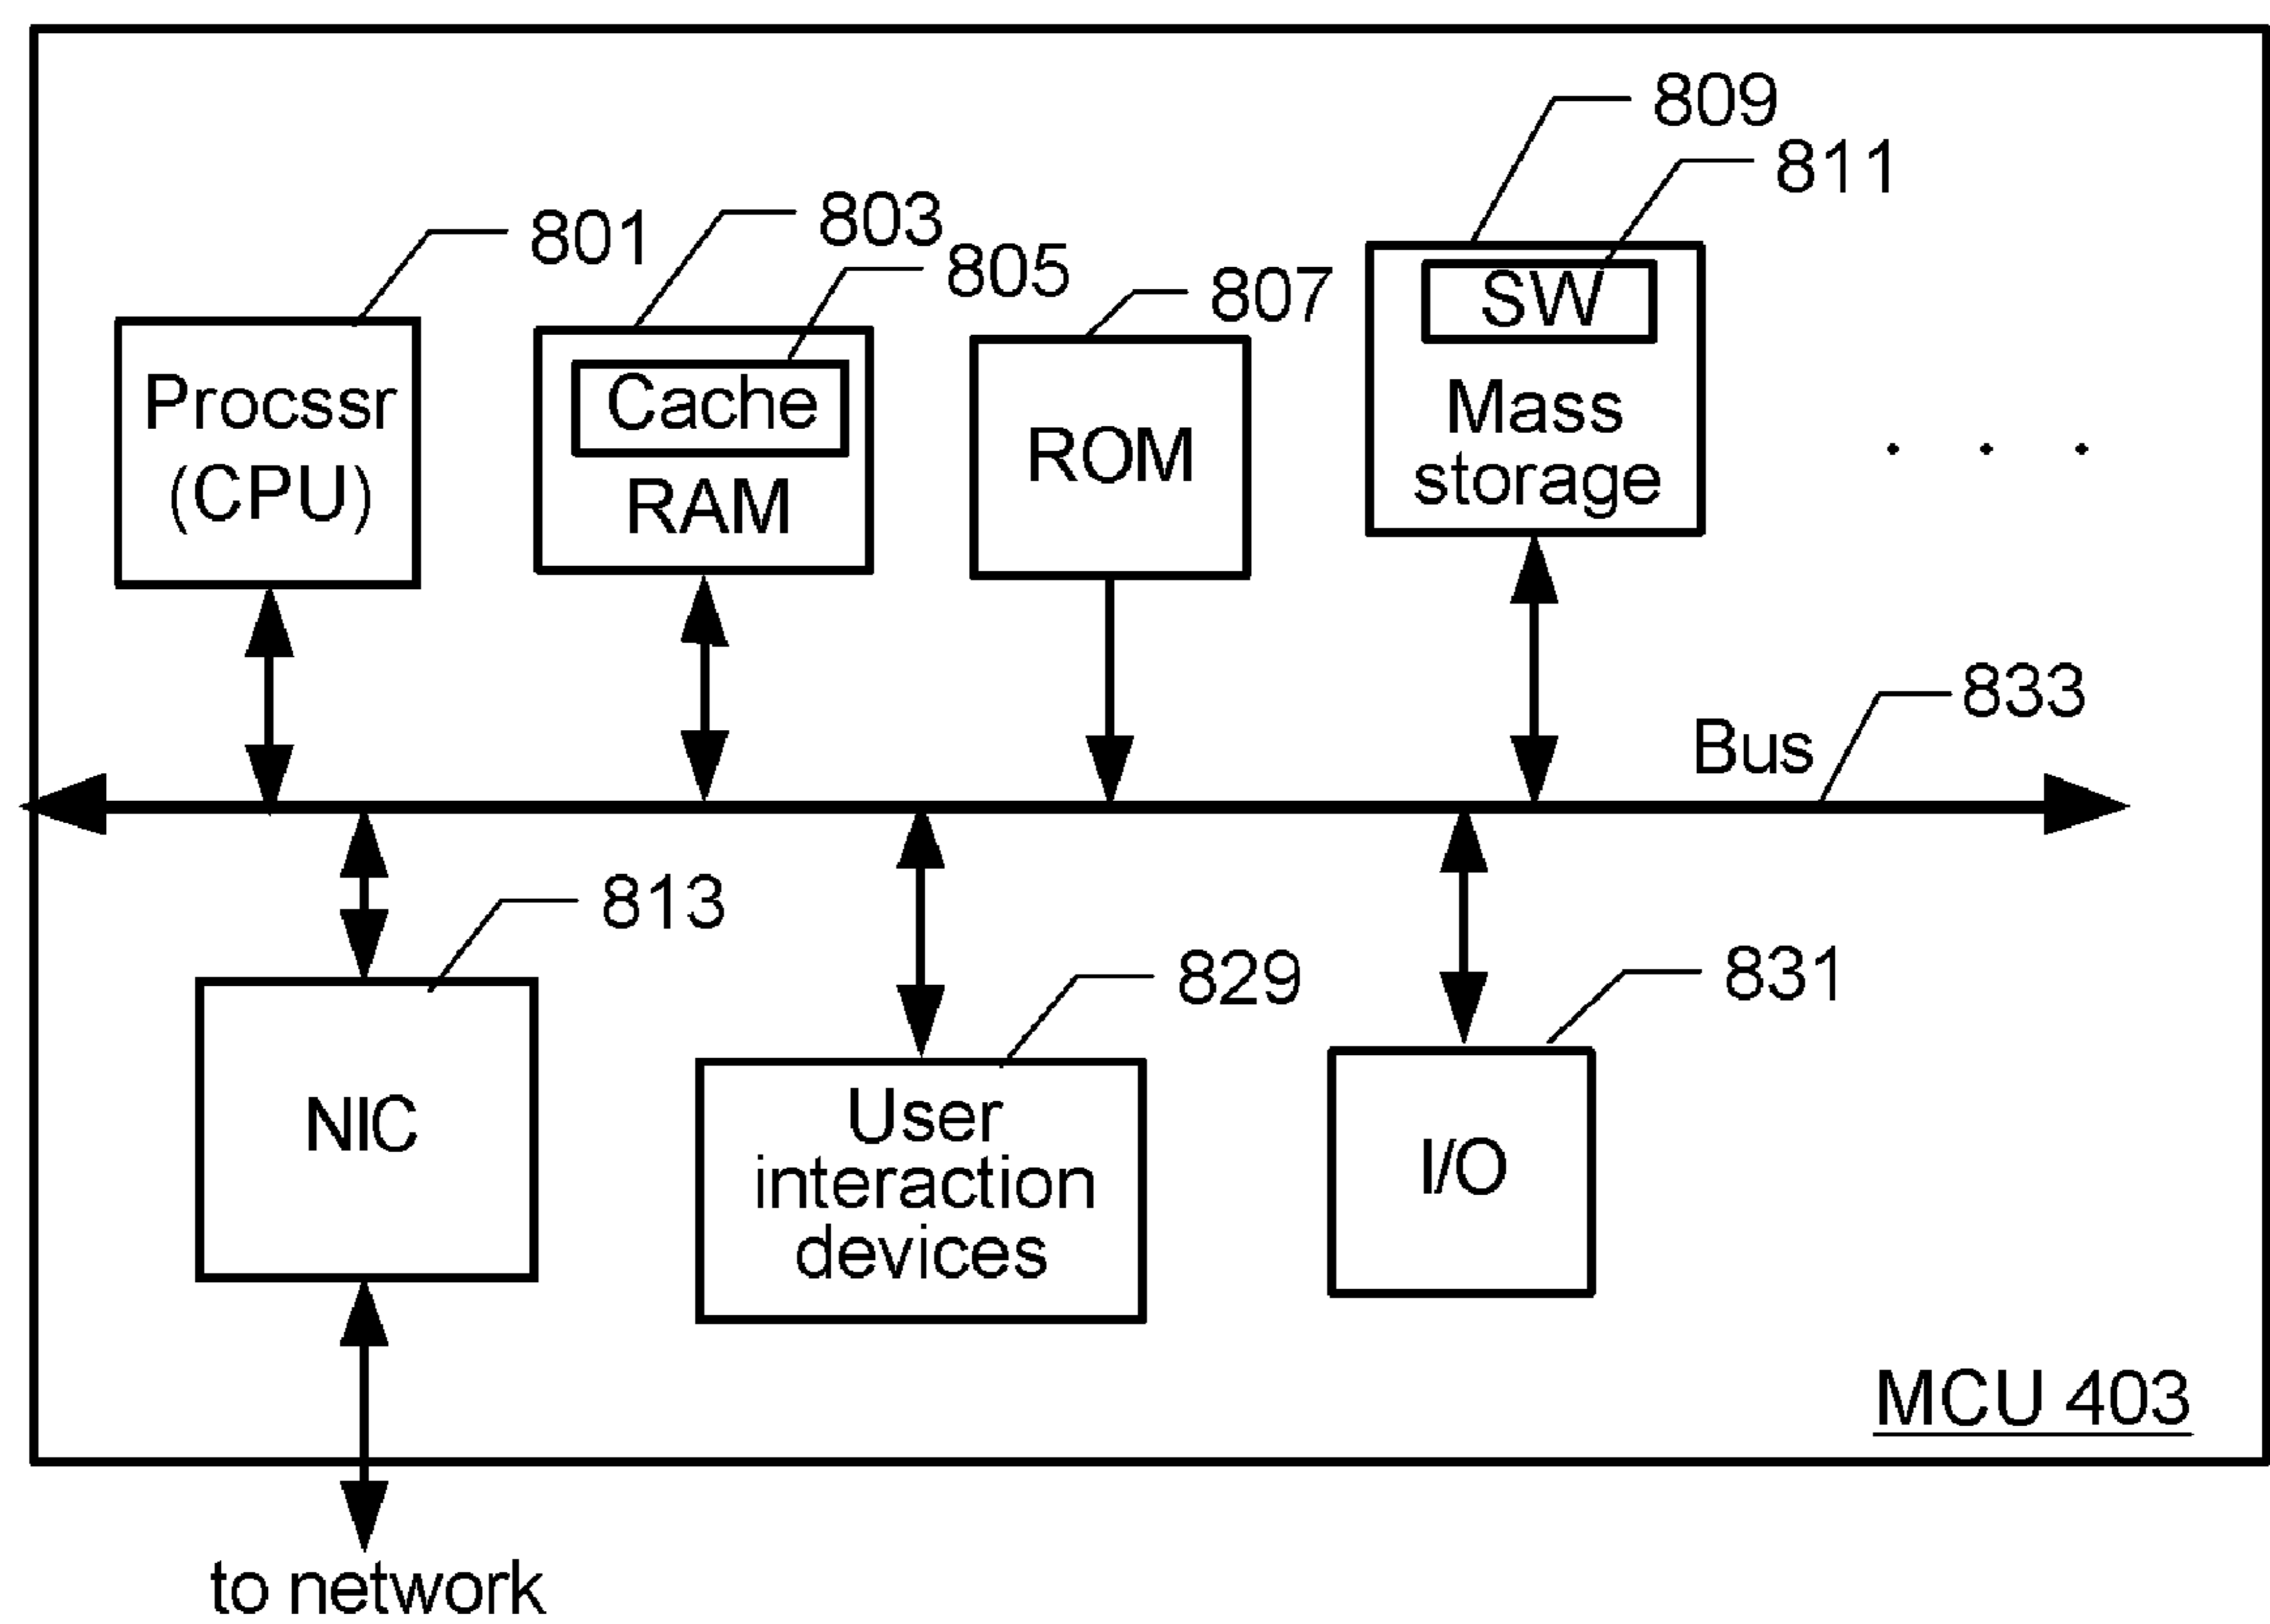 809
811
801
803
805
807
SW
Procssr
(CPU)
Cache
RAM
ROM
Mass
storage
. . .
833
Bus
813
829
831
NIC
User
interaction
devices
I/O
MCU 403
to network